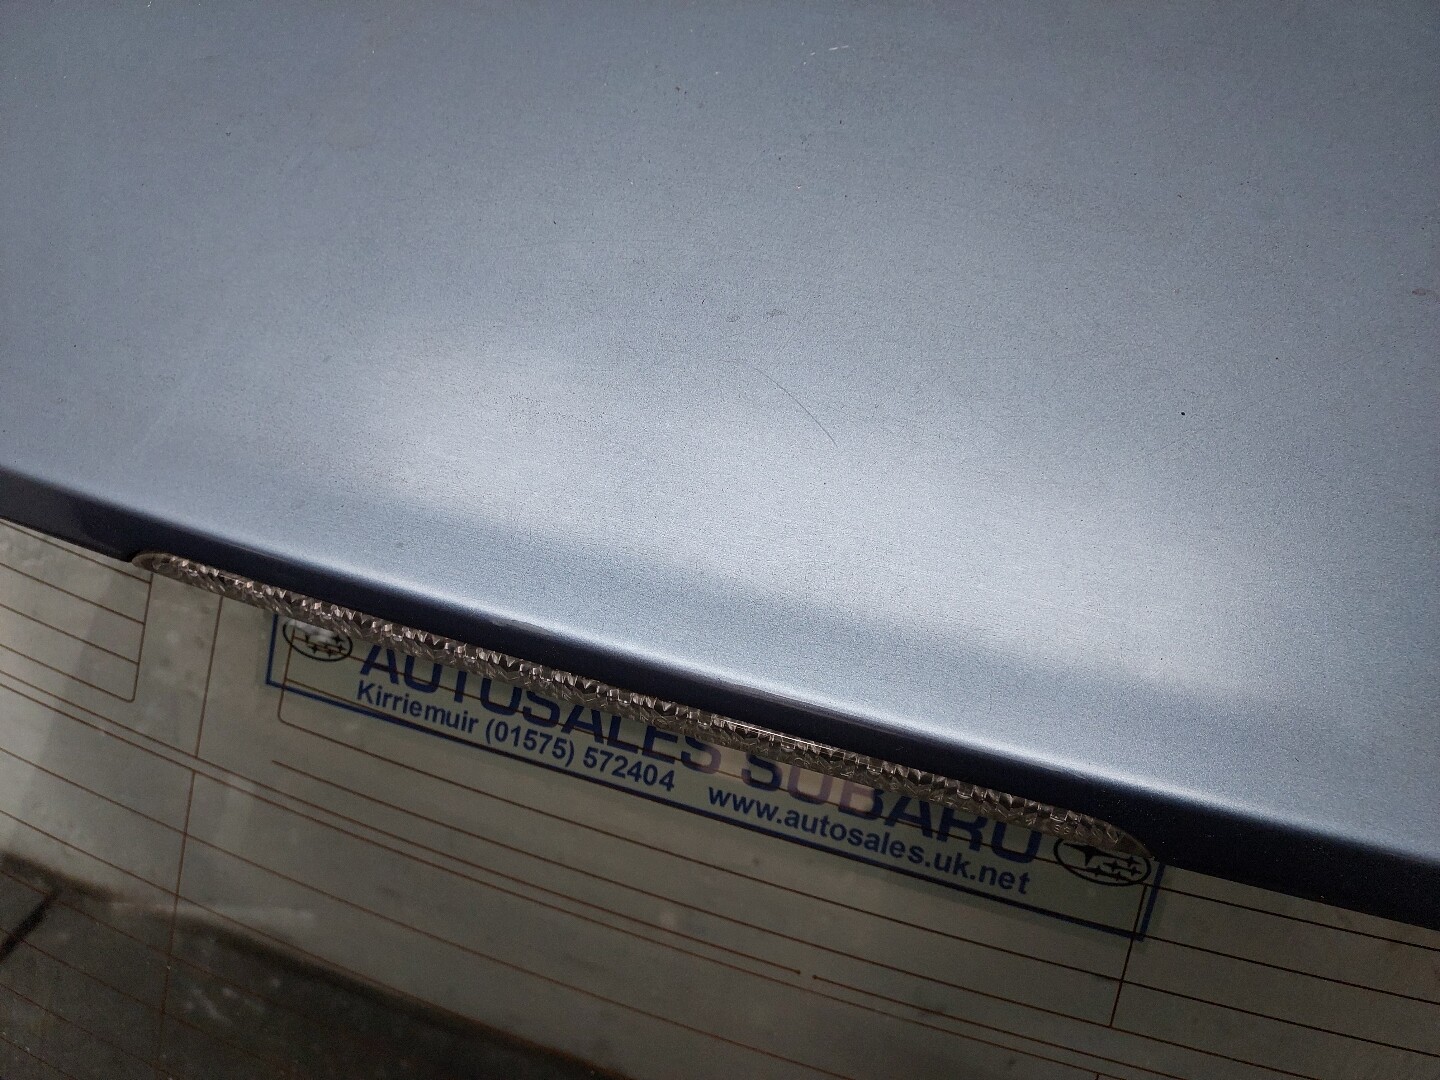 AUTOSALES SUBARU
Kirriemuir (01575) 572404 www.autosales.uk.net